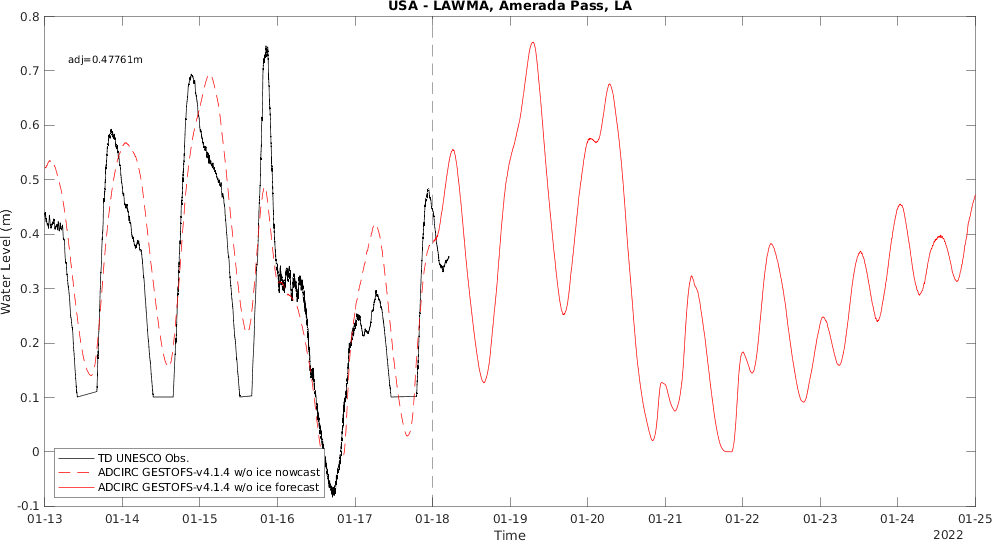 USA - LAWMA, Amerada Pass, LA
0.8
0.7
0.6
0.5
0.4
0.3
0.2
0.1
0
-0.1
Water Level (m)
adj=0.47761m
TD UNESCO Obs.
ADCIRC GESTOFS-v4.1.4 w/o ice nowcast
ADCIRC GESTOFS-v4.1.4 w/o ice forecast
01-13 01-14 01-15 01-16 01-17 01-18 01-19 01-20 01-21 01-22 01-23 01-24 01-25
Time
2022